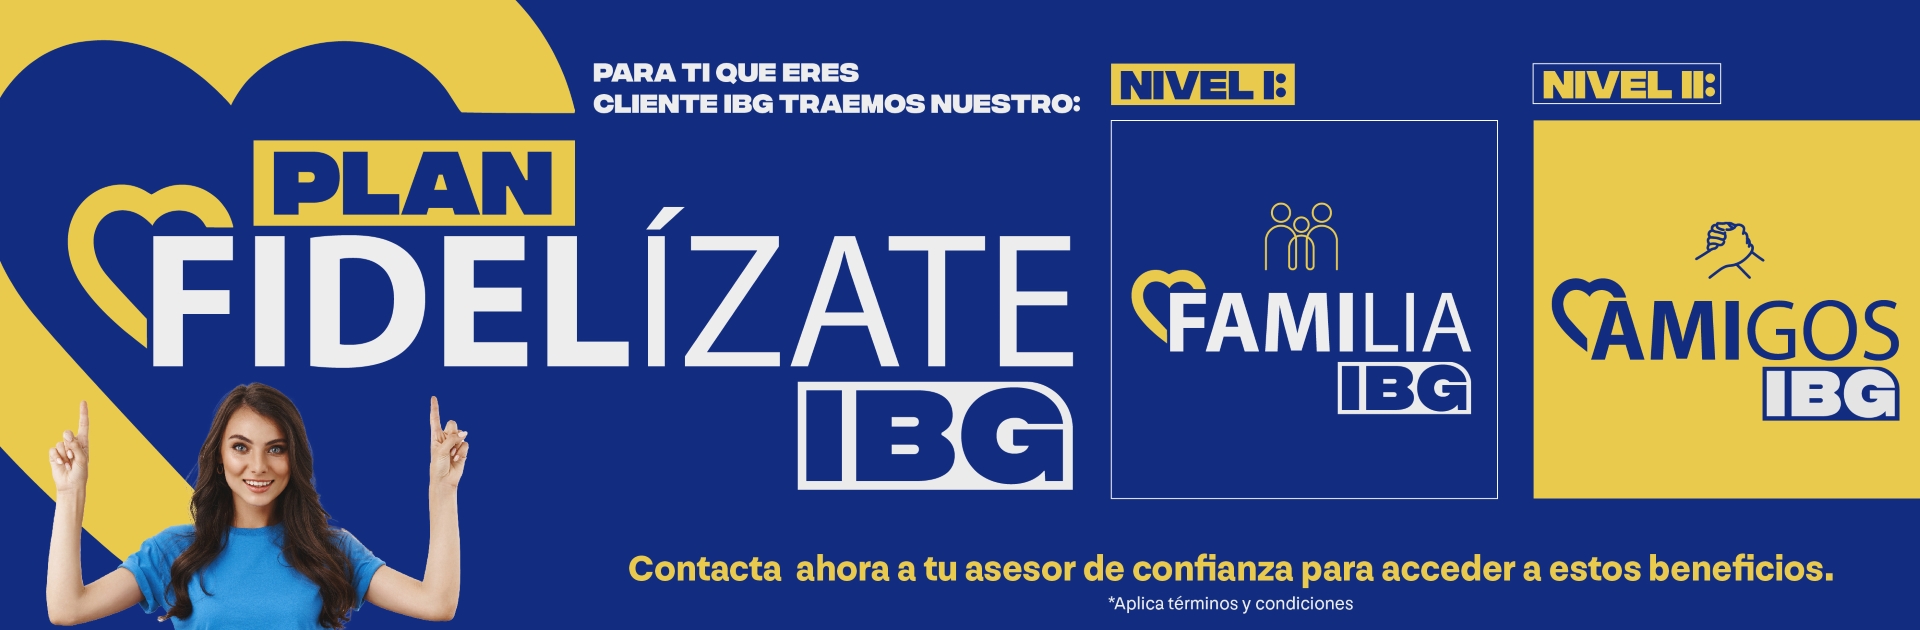 PARA TI QUE ERES
CLIENTE IBG TRAEMOS NUESTRO:
PLAN
FIDELÍZATE
IBG
NIVEL I:
FAMILIA
IBG
NIVEL II:
AMIGOS
IBG
Contacta ahora a tu asesor de confianza para acceder a estos beneficios.
*Aplica términos y condiciones